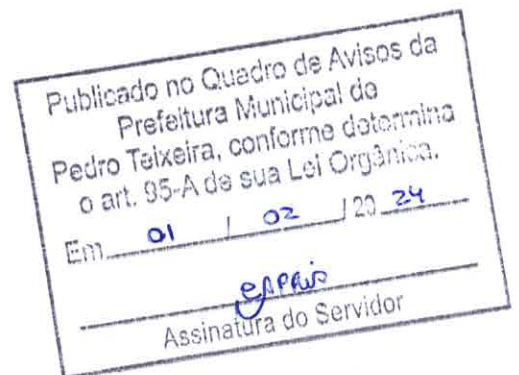 Publicado no Quadro de Avisos da
Prefeitura Municipal de
Pedro Teixeira, conforme determina
o art. 95-A de sua Lei Orgânica.
Em 01 / 02 / 20 24
Assinatura do Servidor